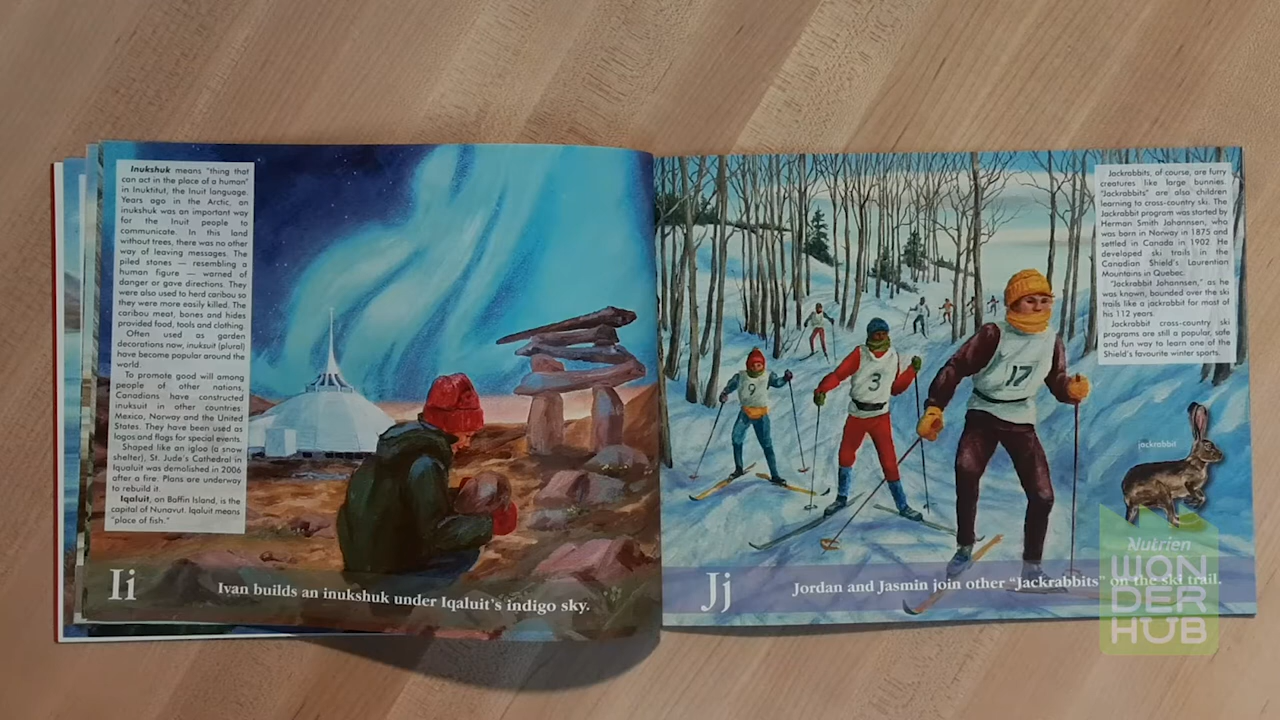 Inukshuk means "thing that
can act in the place of a human"
in Inuktitut, the Inuit language.
Years ago in the Arctic, an
inukshuk was an important way
for the Inuit people to
communicate. In this land
without trees, there was no other
way of leaving messages. The
piled stones — resembling a
human figure — warned of
danger or gave directions. They
were also used to herd caribou so
they were more easily killed. The
caribou meat, bones and hides
provided food, tools and clothing.
Often used as garden
decorations now, inuksuit (plural)
have become popular around the
world.
To promote good will among
people of other nations,
Canadians have constructed
inuksuit in other countries:
Mexico, Norway and the United
States. They have been used as
logos and flags for special events.
Shaped like an igloo (a snow
shelter), St. Jude's Cathedral in
Iqaluit was demolished in 2006
after a fire. Plans are underway
to rebuild it.
Iqaluit, on Baffin Island, is the
capital of Nunavut. Iqaluit means
"place of fish."
Ii
Ivan builds an inukshuk under Iqaluit's indigo sky.
Jackrabbits, of course, are furry
creatures like large bunnies.
"Jackrabbits" are also children
learning to cross-country ski. The
Jackrabbit program was started by
Herman Smith Johannsen, who
was born in Norway in 1875 and
settled in Canada in 1902. He
developed ski trails in the
Canadian Shield's Laurentian
Mountains in Quebec.
"Jackrabbit Johannsen," as he
was known, bounded over the ski
trails like a jackrabbit for most of
his 112 years.
Jackrabbit cross-country ski
programs are still a popular, safe
and fun way to learn one of the
Shield's favourite winter sports.
9
3
17
jackrabbit
Jj
Jordan and Jasmin join other "Jackrabbits" on the ski trail.
Nutrien
WON
DER
HUB